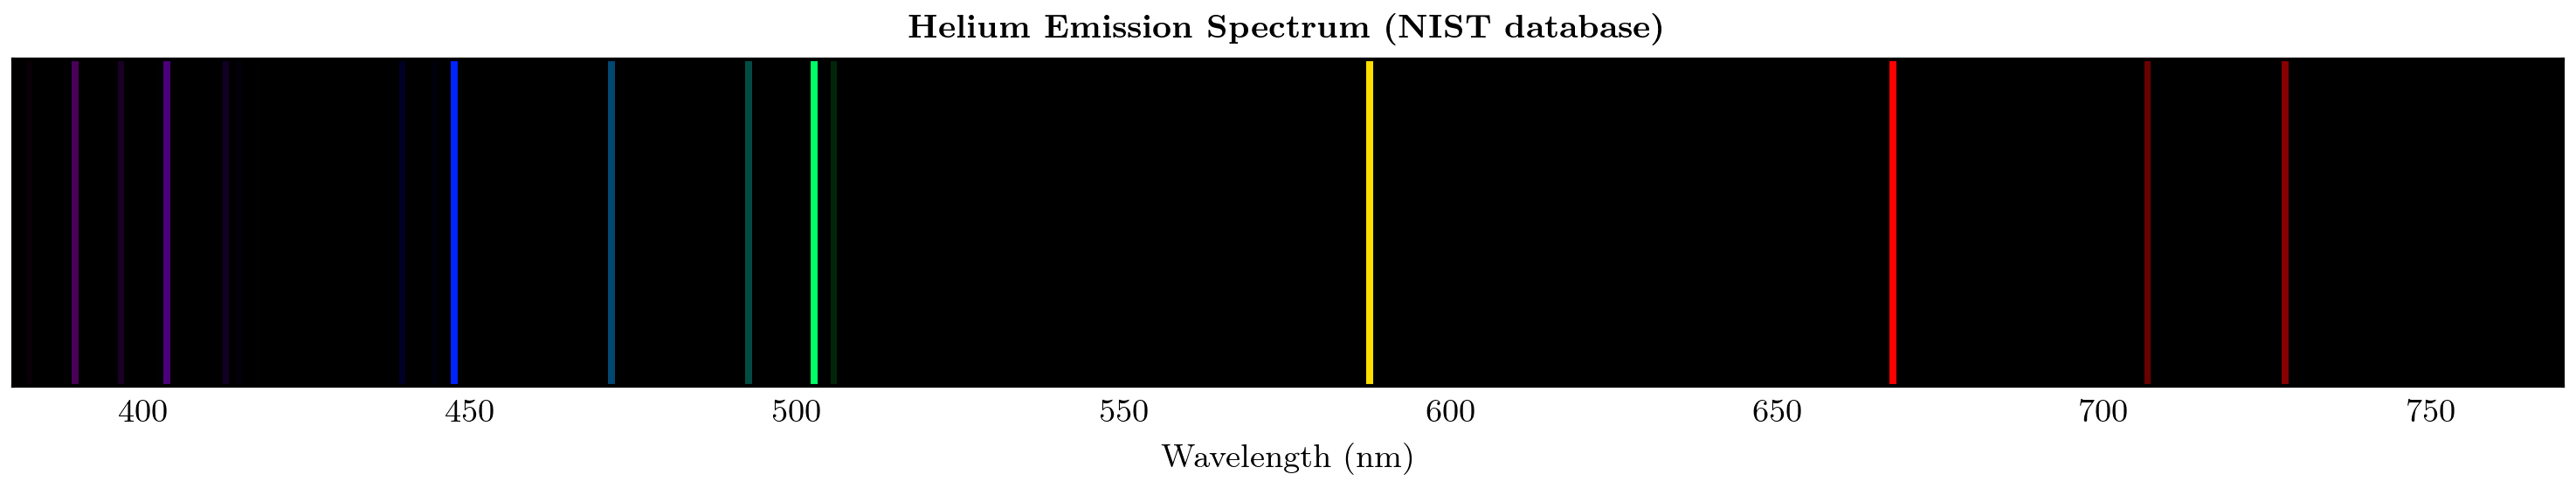 Helium Emission Spectrum (NIST database)
400 450 500 550 600 650 700 750
Wavelength (nm)